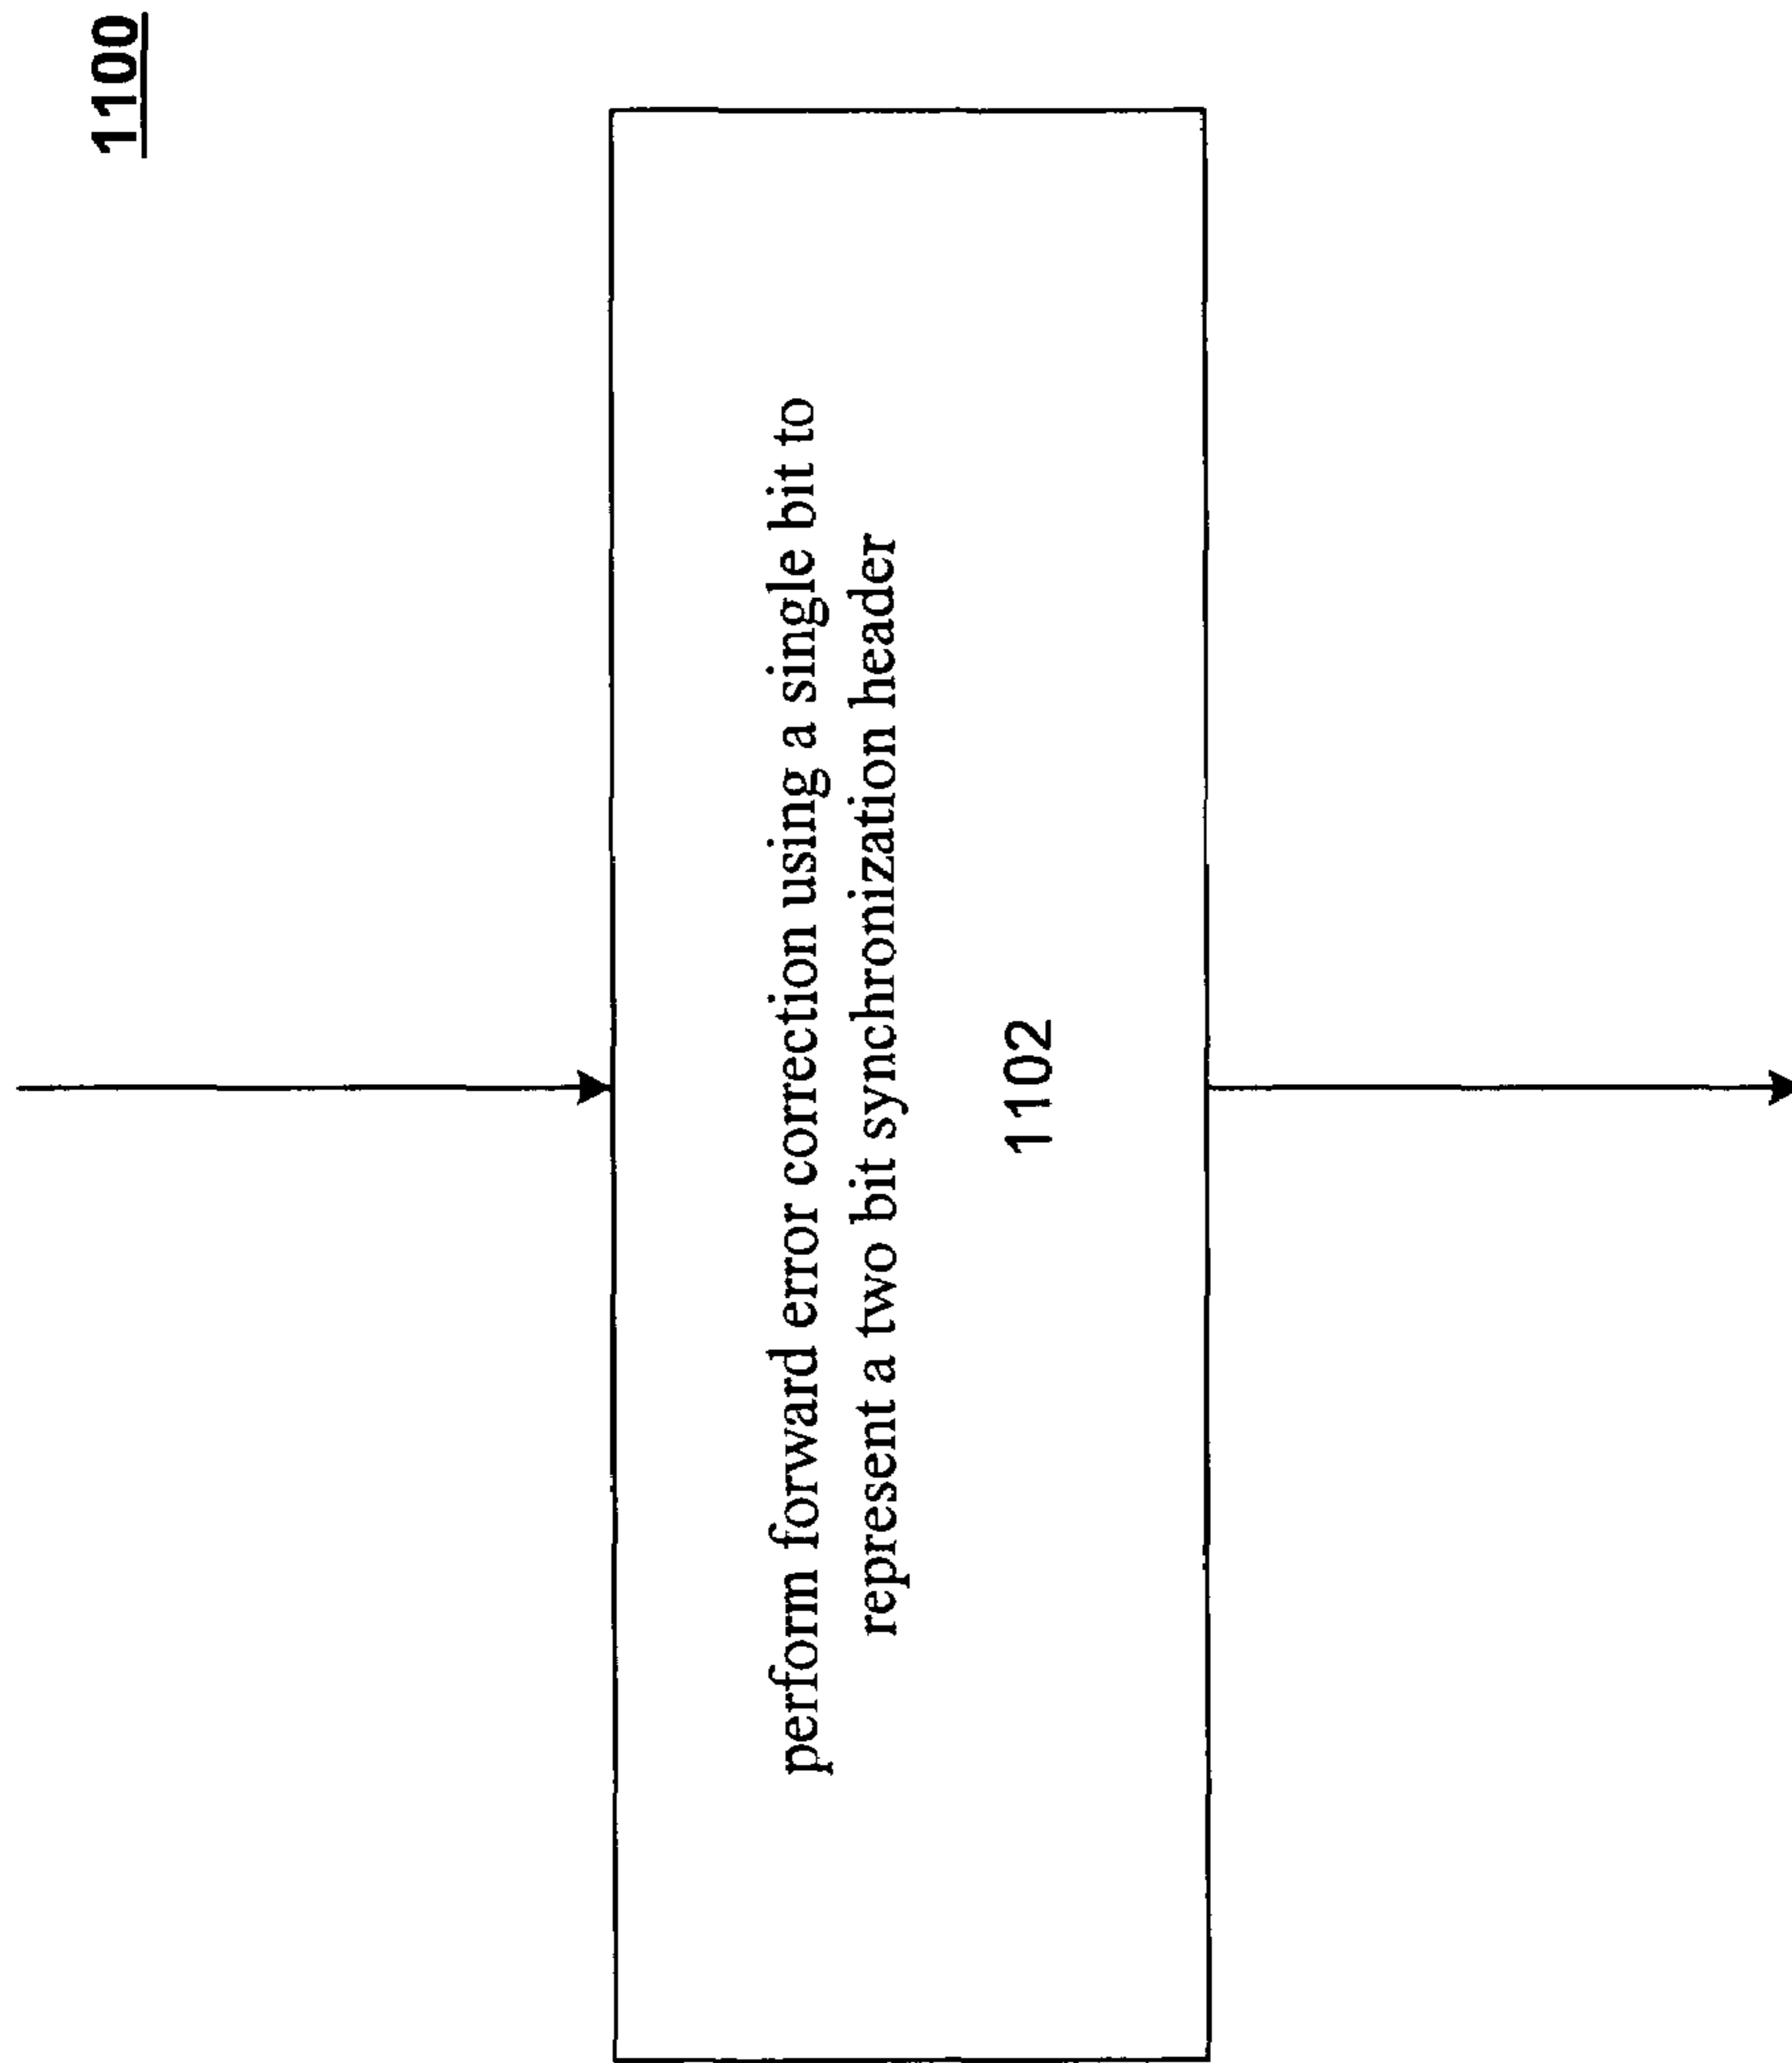 1100
perform forward error correction using a single bit to
represent a two bit synchronization header
1102